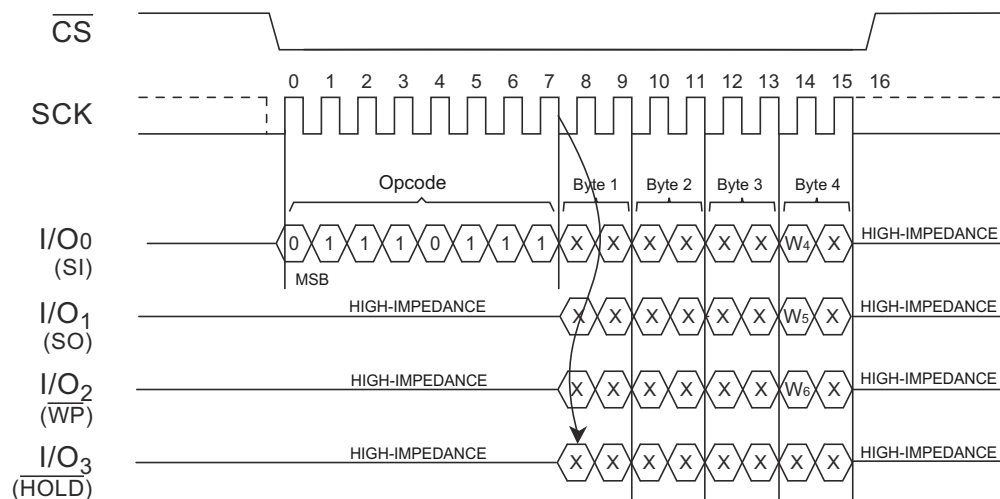 CS
0 1 2 3 4 5 6 7 8 9 10 11 12 13 14 15 16
SCK
Opcode Byte 1 Byte 2 Byte 3 Byte 4
I/O0 0 1 1 1 0 1 1 1 X X X X X X W4 X HIGH-IMPEDANCE
(SI)
MSB
I/O1 HIGH-IMPEDANCE X X X X X X W5 X HIGH-IMPEDANCE
(SO)
I/O2 HIGH-IMPEDANCE X X X X X X W6 X HIGH-IMPEDANCE
(WP)
I/O3 HIGH-IMPEDANCE X X X X X X X X HIGH-IMPEDANCE
(HOLD)